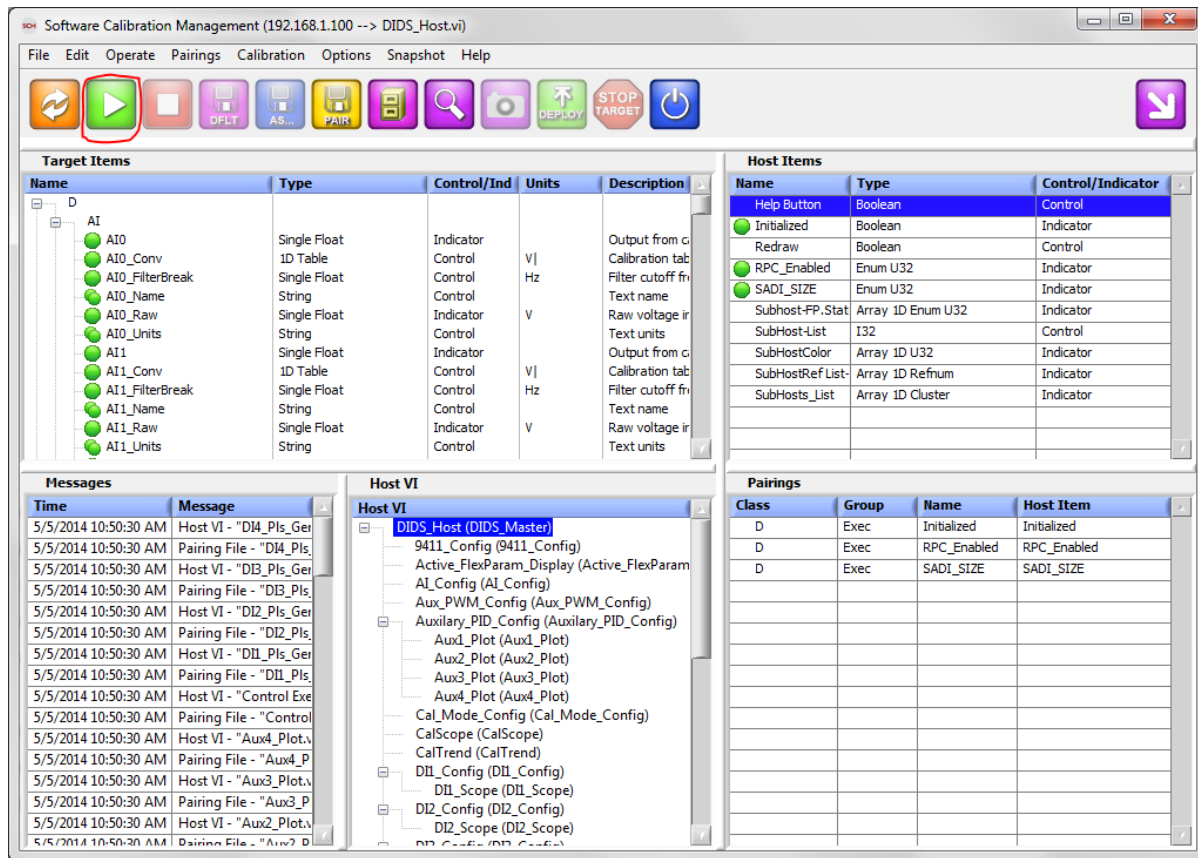 SCM Software Calibration Management (192.168.1.100 --> DIDS_Host.vi)
File Edit Operate Pairings Calibration Options Snapshot Help
DFLT AS... PAIR DEPLOY STOP TARGET
Target Items
Name Type Control/Ind Units Description
D
AI
AI0 Single Float Indicator Output from ca
AI0_Conv 1D Table Control V| Calibration tab
AI0_FilterBreak Single Float Control Hz Filter cutoff fr
AI0_Name String Control Text name
AI0_Raw Single Float Indicator V Raw voltage ir
AI0_Units String Control Text units
AI1 Single Float Indicator Output from ca
AI1_Conv 1D Table Control V| Calibration tab
AI1_FilterBreak Single Float Control Hz Filter cutoff fr
AI1_Name String Control Text name
AI1_Raw Single Float Indicator V Raw voltage ir
AI1_Units String Control Text units
Host Items
Name Type Control/Indicator
Help Button Boolean Control
Initialized Boolean Indicator
Redraw Boolean Control
RPC_Enabled Enum U32 Indicator
SADI_SIZE Enum U32 Indicator
Subhost-FP.Stat Array 1D Enum U32 Indicator
SubHost-List I32 Control
SubHostColor Array 1D U32 Indicator
SubHostRef List- Array 1D Refnum Indicator
SubHosts_List Array 1D Cluster Indicator
Messages
Time Message
5/5/2014 10:50:30 AM Host VI - "DI4_Pls_Ger
5/5/2014 10:50:30 AM Pairing File - "DI4_Pls_
5/5/2014 10:50:30 AM Host VI - "DI3_Pls_Ger
5/5/2014 10:50:30 AM Pairing File - "DI3_Pls_
5/5/2014 10:50:30 AM Host VI - "DI2_Pls_Ger
5/5/2014 10:50:30 AM Pairing File - "DI2_Pls_
5/5/2014 10:50:30 AM Host VI - "DI1_Pls_Ger
5/5/2014 10:50:30 AM Pairing File - "DI1_Pls_
5/5/2014 10:50:30 AM Host VI - "Control Exe
5/5/2014 10:50:30 AM Pairing File - "Control
5/5/2014 10:50:30 AM Host VI - "Aux4_Plot.v
5/5/2014 10:50:30 AM Pairing File - "Aux4_P
5/5/2014 10:50:30 AM Host VI - "Aux3_Plot.v
5/5/2014 10:50:30 AM Pairing File - "Aux3_P
5/5/2014 10:50:30 AM Host VI - "Aux2_Plot.v
5/5/2014 10:50:30 AM Pairing File - "Aux2_P
Host VI
Host VI
DIDS_Host (DIDS_Master)
9411_Config (9411_Config)
Active_FlexParam_Display (Active_FlexParam
AI_Config (AI_Config)
Aux_PWM_Config (Aux_PWM_Config)
Auxilary_PID_Config (Auxilary_PID_Config)
Aux1_Plot (Aux1_Plot)
Aux2_Plot (Aux2_Plot)
Aux3_Plot (Aux3_Plot)
Aux4_Plot (Aux4_Plot)
Cal_Mode_Config (Cal_Mode_Config)
CalScope (CalScope)
CalTrend (CalTrend)
DI1_Config (DI1_Config)
DI1_Scope (DI1_Scope)
DI2_Config (DI2_Config)
DI2_Scope (DI2_Scope)
DI3_Config (DI3_Config)
Pairings
Class Group Name Host Item
D Exec Initialized Initialized
D Exec RPC_Enabled RPC_Enabled
D Exec SADI_SIZE SADI_SIZE